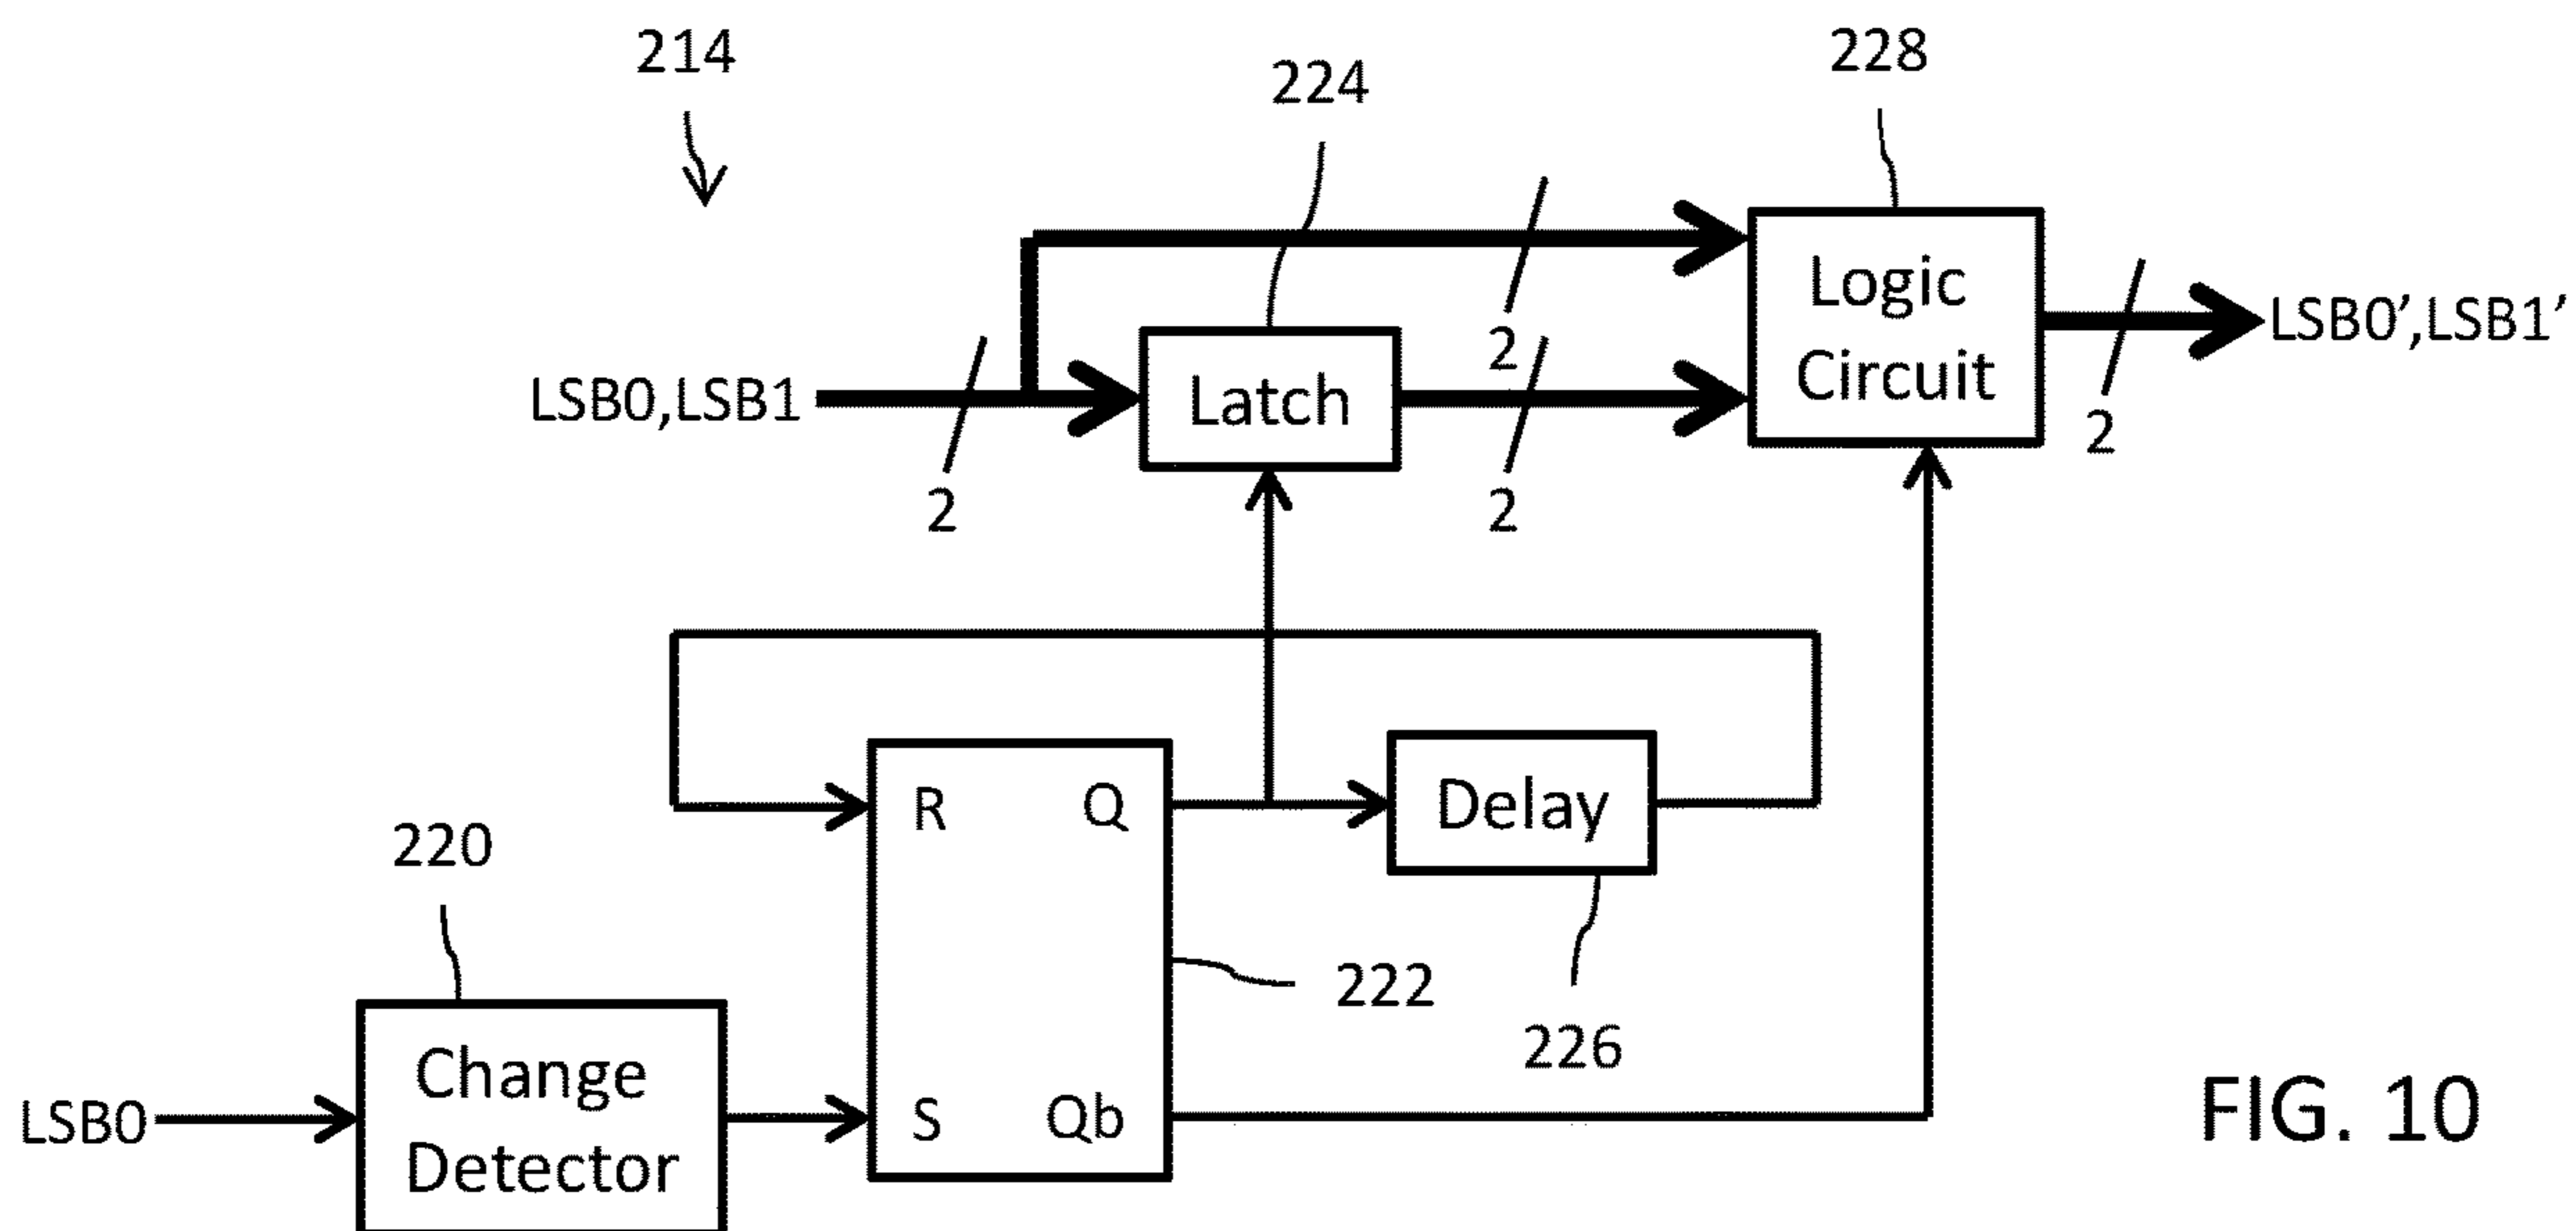 214
224
228
2
Logic
Circuit
LSB0’,LSB1’
LSB0,LSB1
Latch
2
2
2
R
Q
Delay
220
222
226
LSB0
Change
Detector
S
Qb
FIG. 10